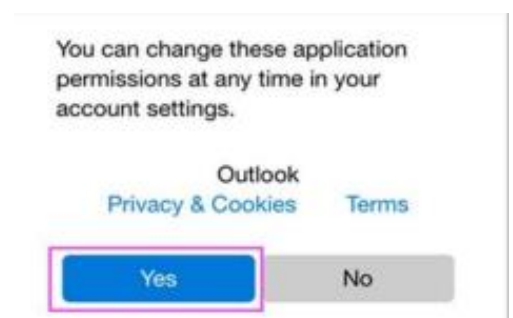 You can change these application
permissions at any time in your
account settings.
Outlook
Privacy & Cookies Terms
Yes No